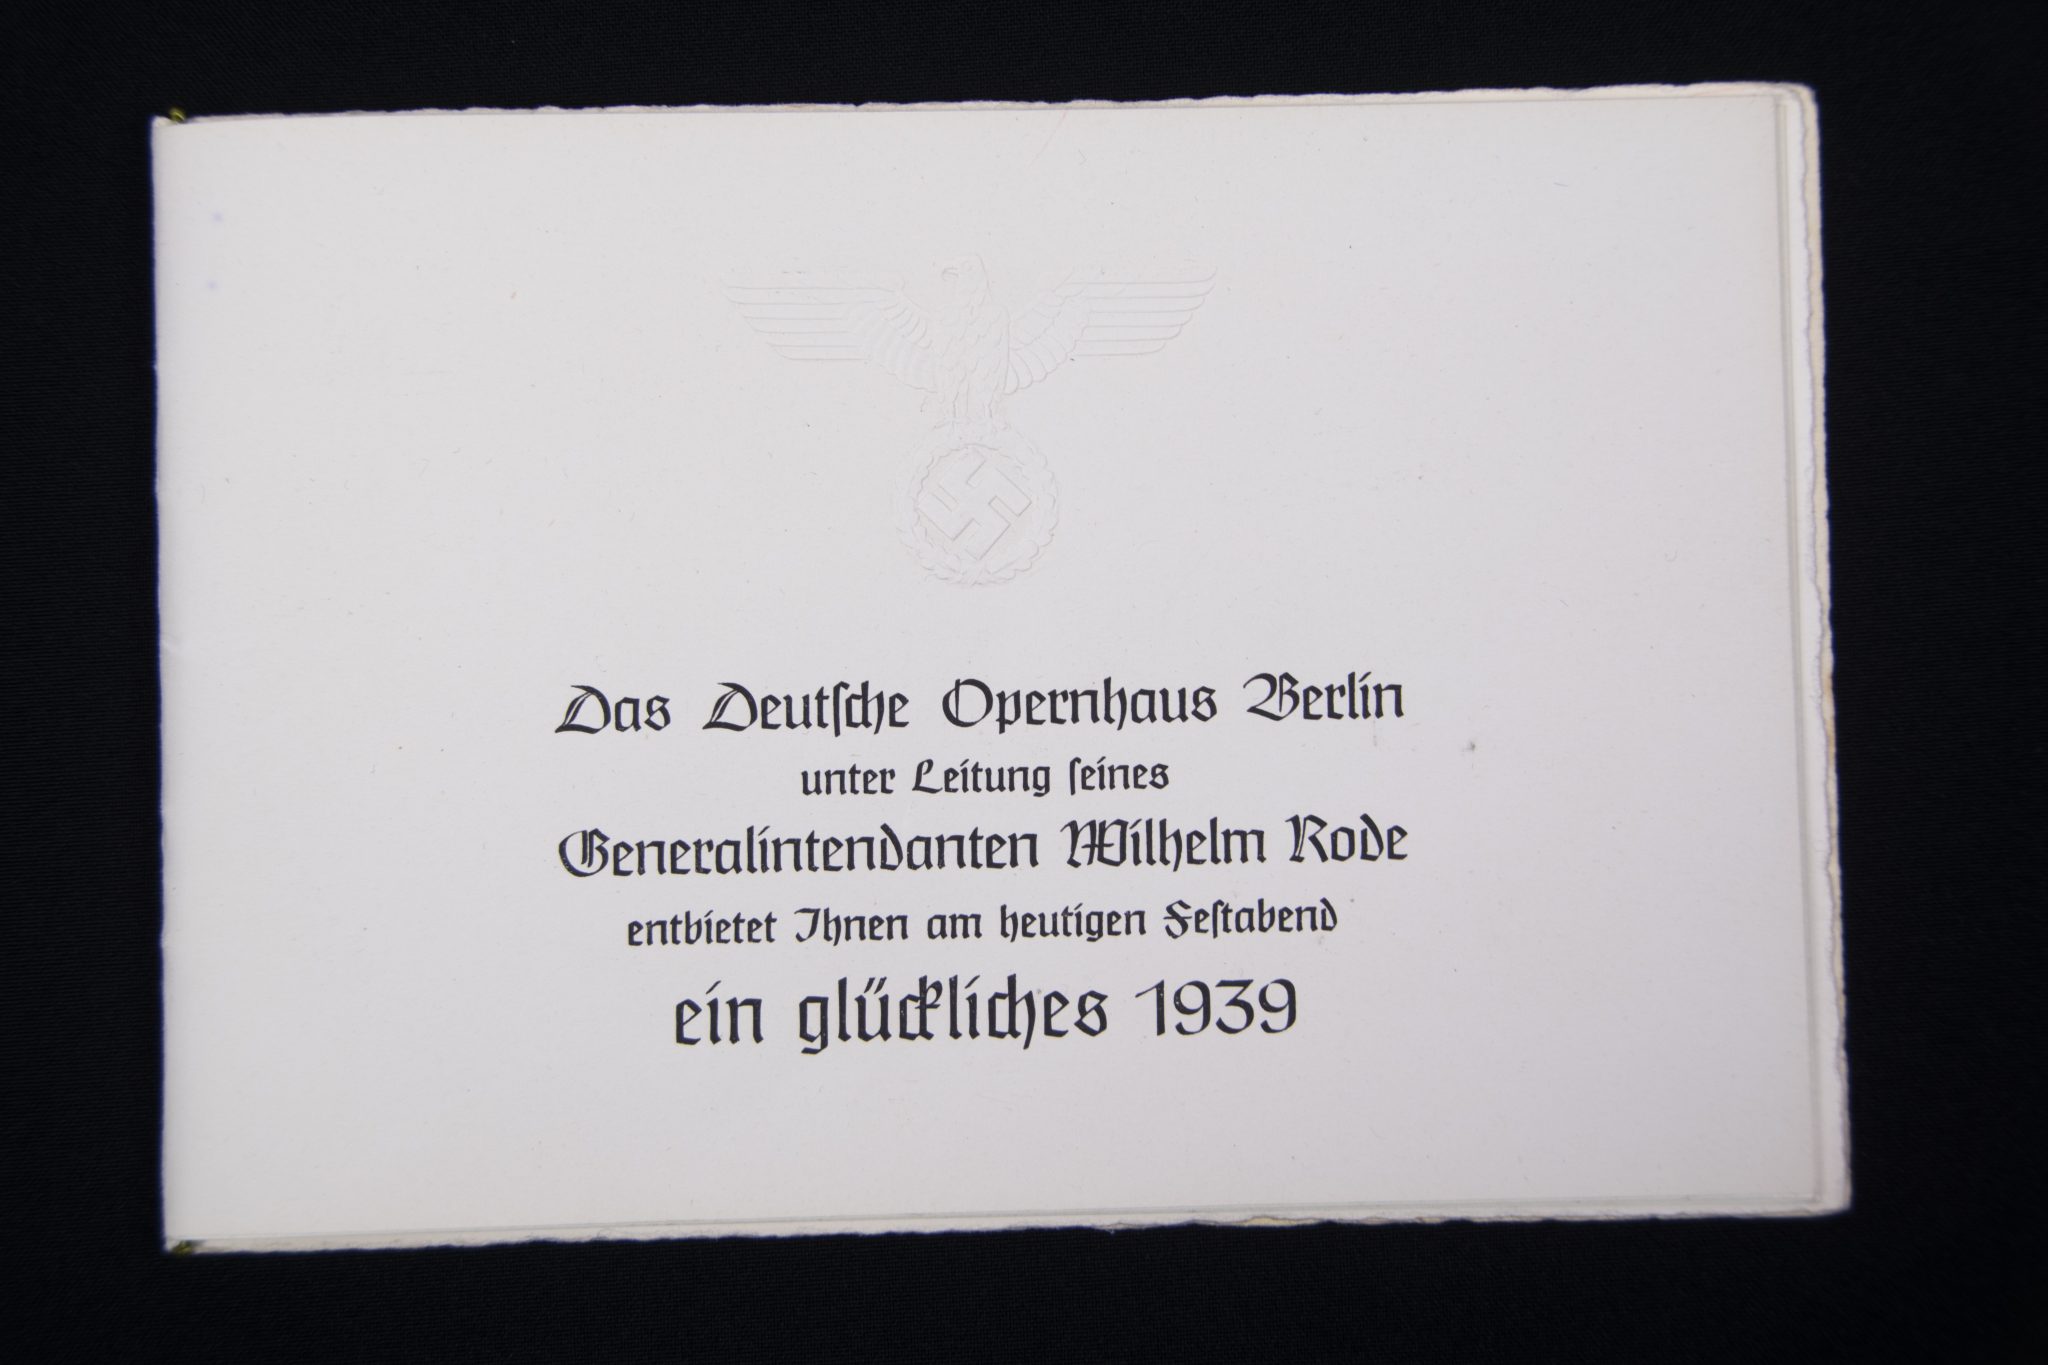 Das Deutſche Opernhaus Berlin
unter Leitung ſeines
Generalintendanten Wilhelm Rode
entbietet Ihnen am heutigen Feſtabend
ein glückliches 1939